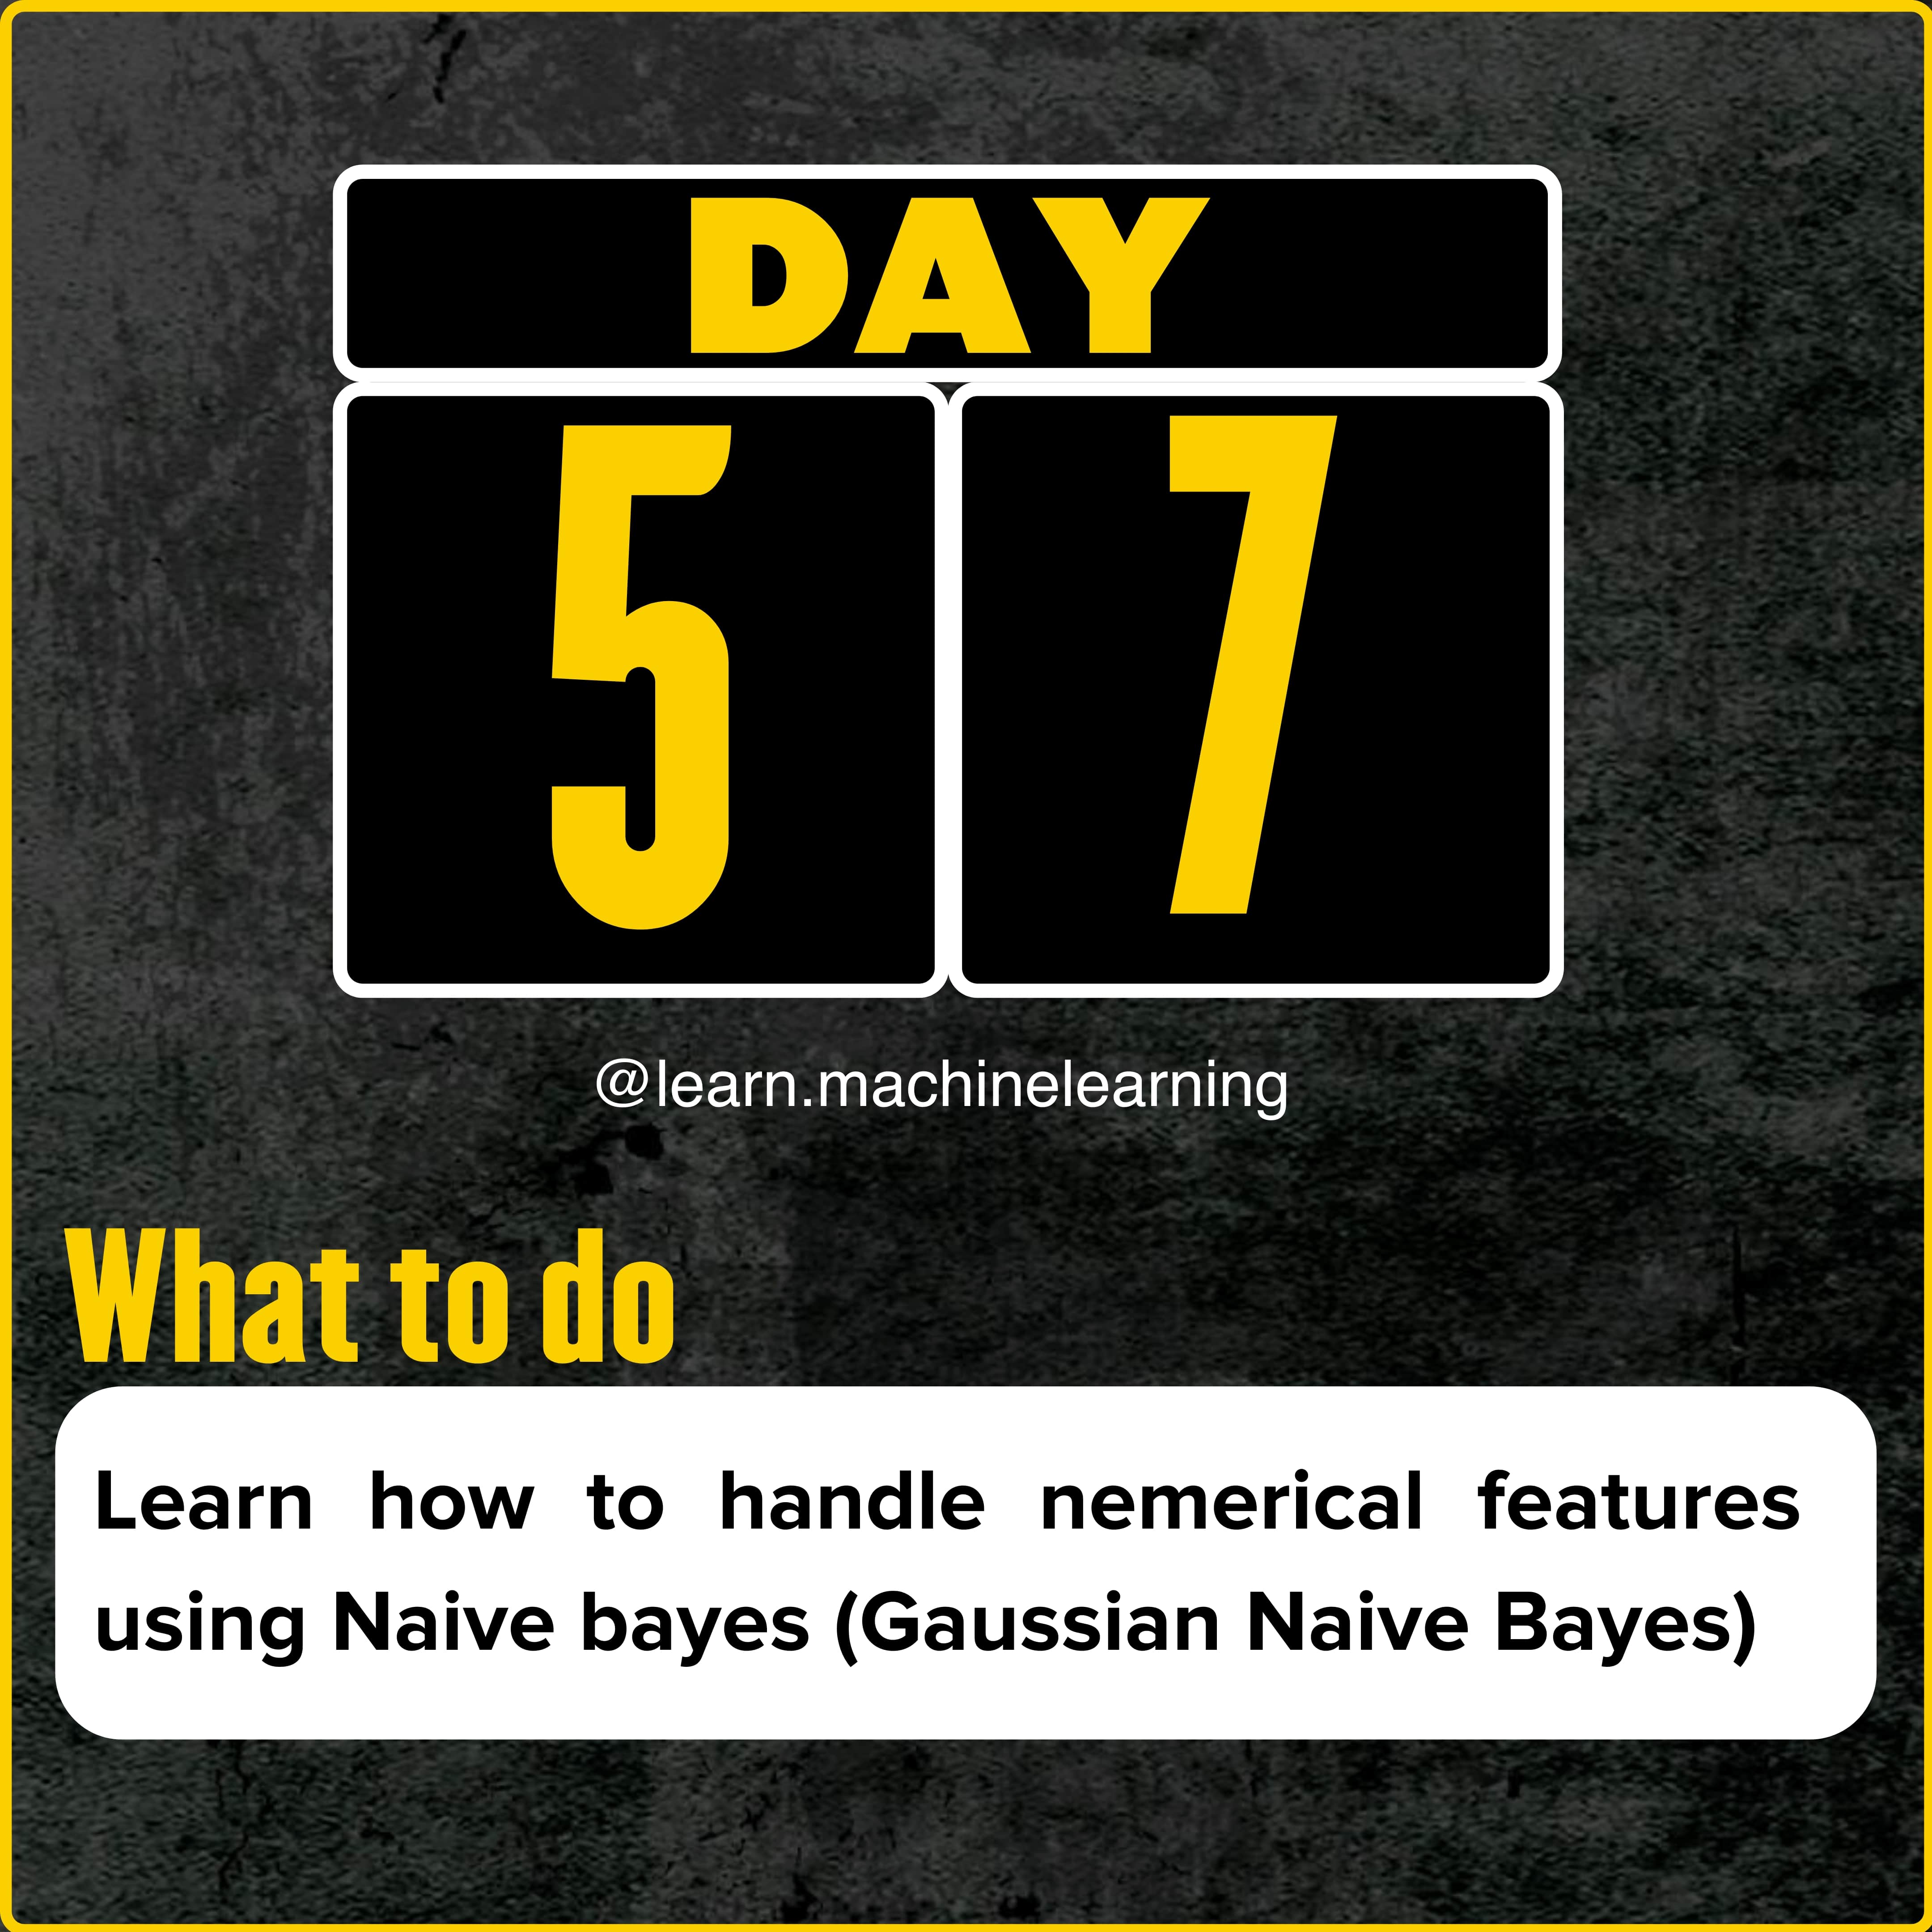 DAY
5 7
@learn.machinelearning
What to do
Learn how to handle nemerical features
using Naive bayes (Gaussian Naive Bayes)